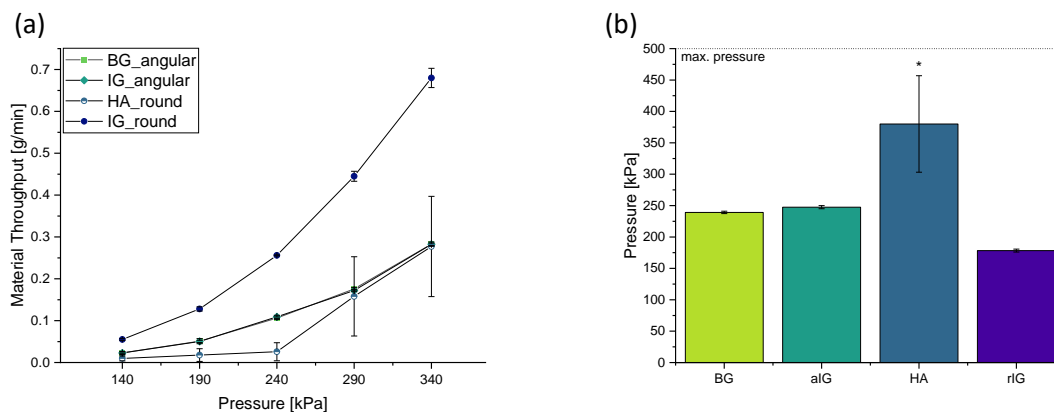 (a)
BG_angular
IG_angular
HA_round
IG_round
0.7
0.6
0.5
0.4
0.3
0.2
0.1
0.0
Material Throughput [g/min]
140 190 240 290 340
Pressure [kPa]
(b)
max. pressure
*
500
450
400
350
300
250
200
150
100
50
0
Pressure [kPa]
BG aIG HA rIG